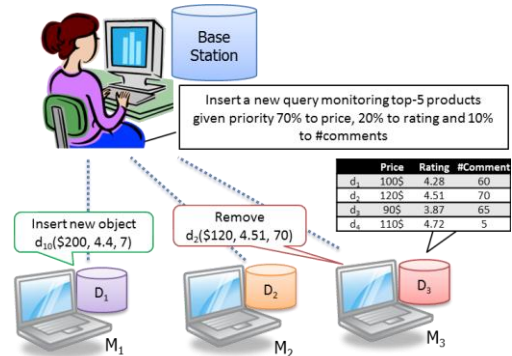 Base
Station
Insert a new query monitoring top-5 products
given priority 70% to price, 20% to rating and 10%
to #comments
Price Rating #Comment
d₁ 100$ 4.28 60
d₂ 120$ 4.51 70
d₃ 90$ 3.87 65
d₄ 110$ 4.72 5
Insert new object
d₁₀($200, 4.4, 7)
Remove
d₂($120, 4.51, 70)
D₁
D₂
D₃
M₁
M₂
M₃